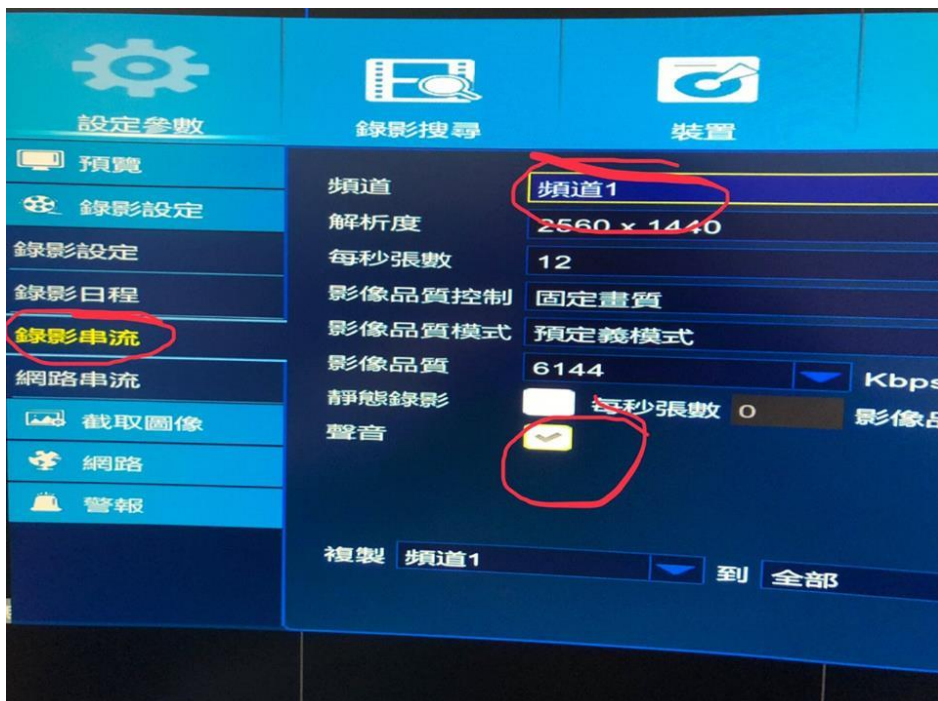 設定參數
錄影搜尋
裝置
預覽
錄影設定
錄影設定
錄影日程
錄影串流
網路串流
截取圖像
網路
警報
頻道 頻道1
解析度 2560 x 1440
每秒張數 12
影像品質控制 固定畫質
影像品質模式 預定義模式
影像品質 6144 Kbps
靜態錄影 每秒張數 0 影像品
聲音
複製 頻道1 到 全部